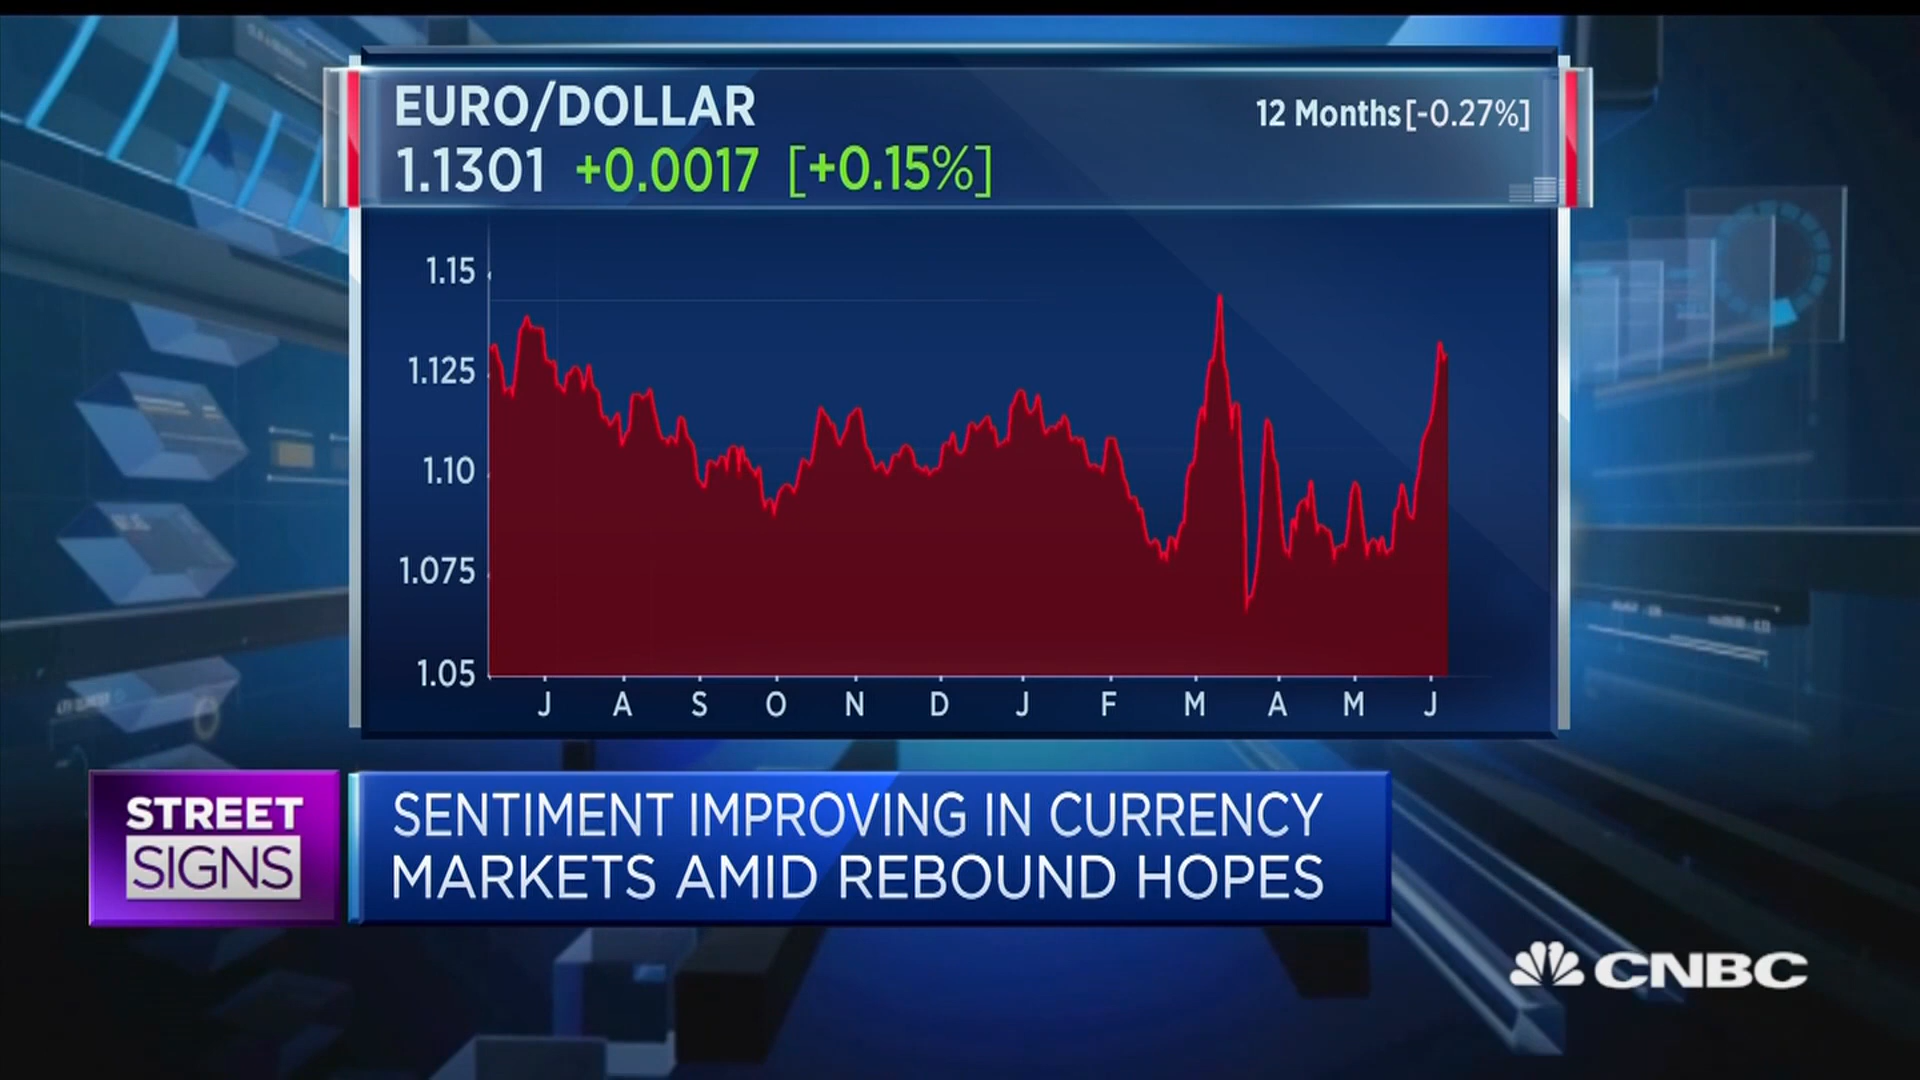 EURO/DOLLAR
12 Months [-0.27%]
1.1301 +0.0017 [+0.15%]
1.15
1.125
1.10
1.075
1.05
J A S O N D J F M A M J
STREET
SIGNS
SENTIMENT IMPROVING IN CURRENCY
MARKETS AMID REBOUND HOPES
CNBC